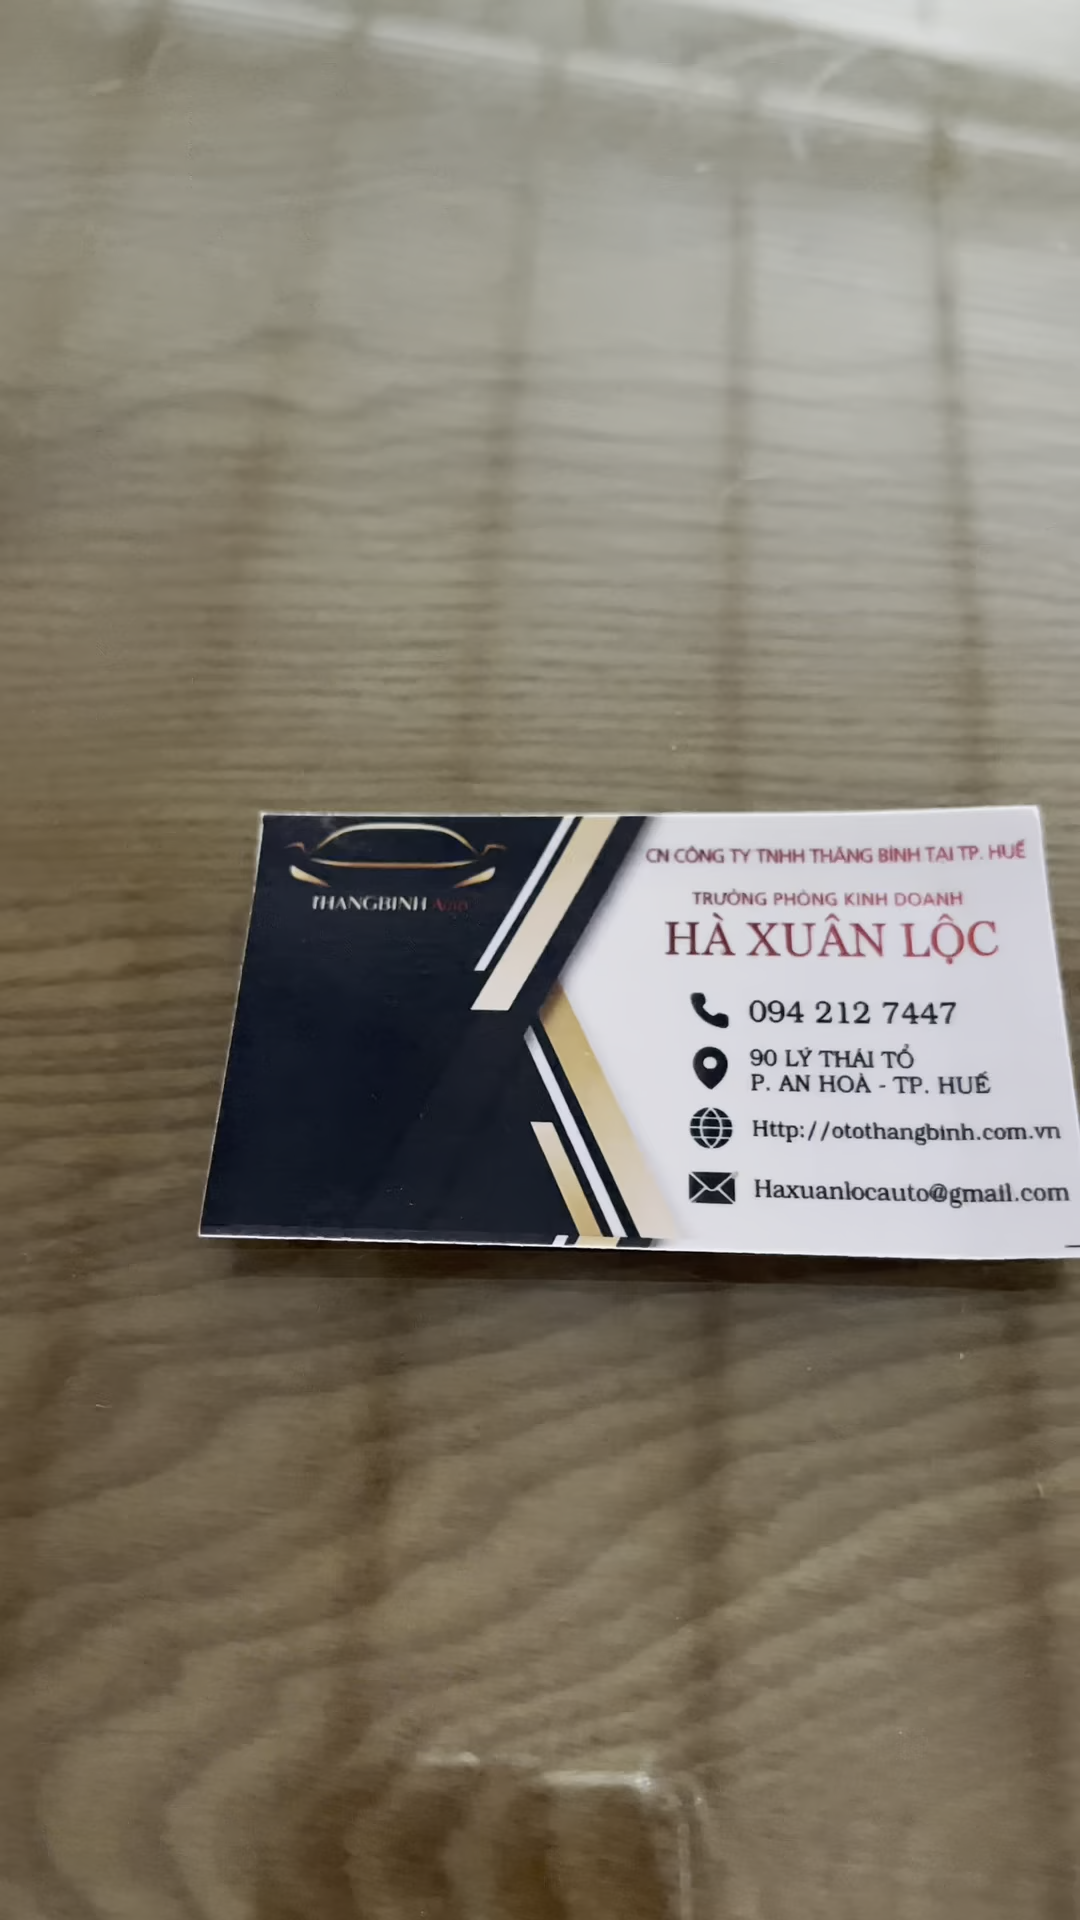 THANGBINH Auto
CN CÔNG TY TNHH THĂNG BÌNH TẠI TP. HUẾ
TRƯỞNG PHÒNG KINH DOANH
HÀ XUÂN LỘC
094 212 7447
90 LÝ THÁI TỔ
P. AN HOÀ - TP. HUẾ
Http://otothangbinh.com.vn
Haxuanlocauto@gmail.com